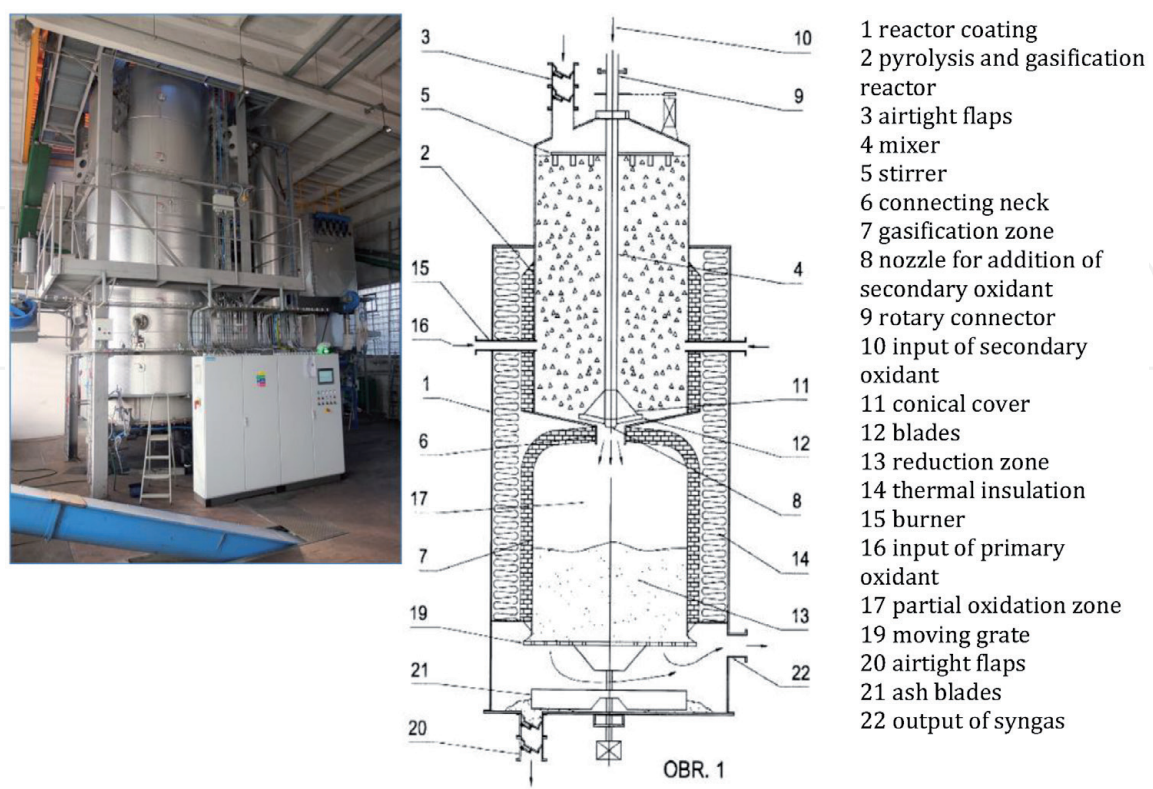 3
10
5
9
2
15
4
16
1
11
6
12
17
8
7
14
19
13
21
22
20
OBR. 1
1 reactor coating
2 pyrolysis and gasification
reactor
3 airtight flaps
4 mixer
5 stirrer
6 connecting neck
7 gasification zone
8 nozzle for addition of
secondary oxidant
9 rotary connector
10 input of secondary
oxidant
11 conical cover
12 blades
13 reduction zone
14 thermal insulation
15 burner
16 input of primary
oxidant
17 partial oxidation zone
19 moving grate
20 airtight flaps
21 ash blades
22 output of syngas